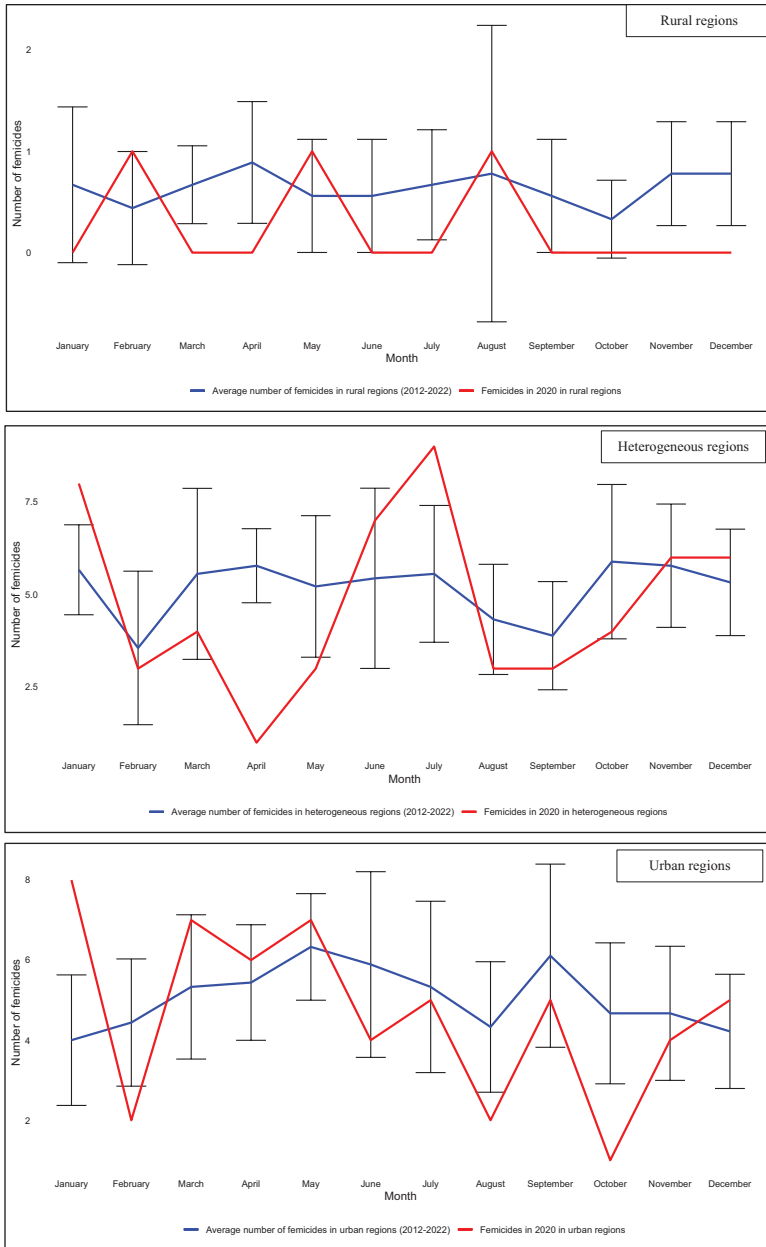 Rural regions
2
1
0
Number of femicides
January February March April May June July August September October November December
Month
Average number of femicides in rural regions (2012-2022) Femicides in 2020 in rural regions
Heterogeneous regions
7.5
5.0
2.5
Number of femicides
January February March April May June July August September October November December
Month
Average number of femicides in heterogeneous regions (2012-2022) Femicides in 2020 in heterogeneous regions
Urban regions
8
6
4
2
Number of femicides
January February March April May June July August September October November December
Month
Average number of femicides in urban regions (2012-2022) Femicides in 2020 in urban regions